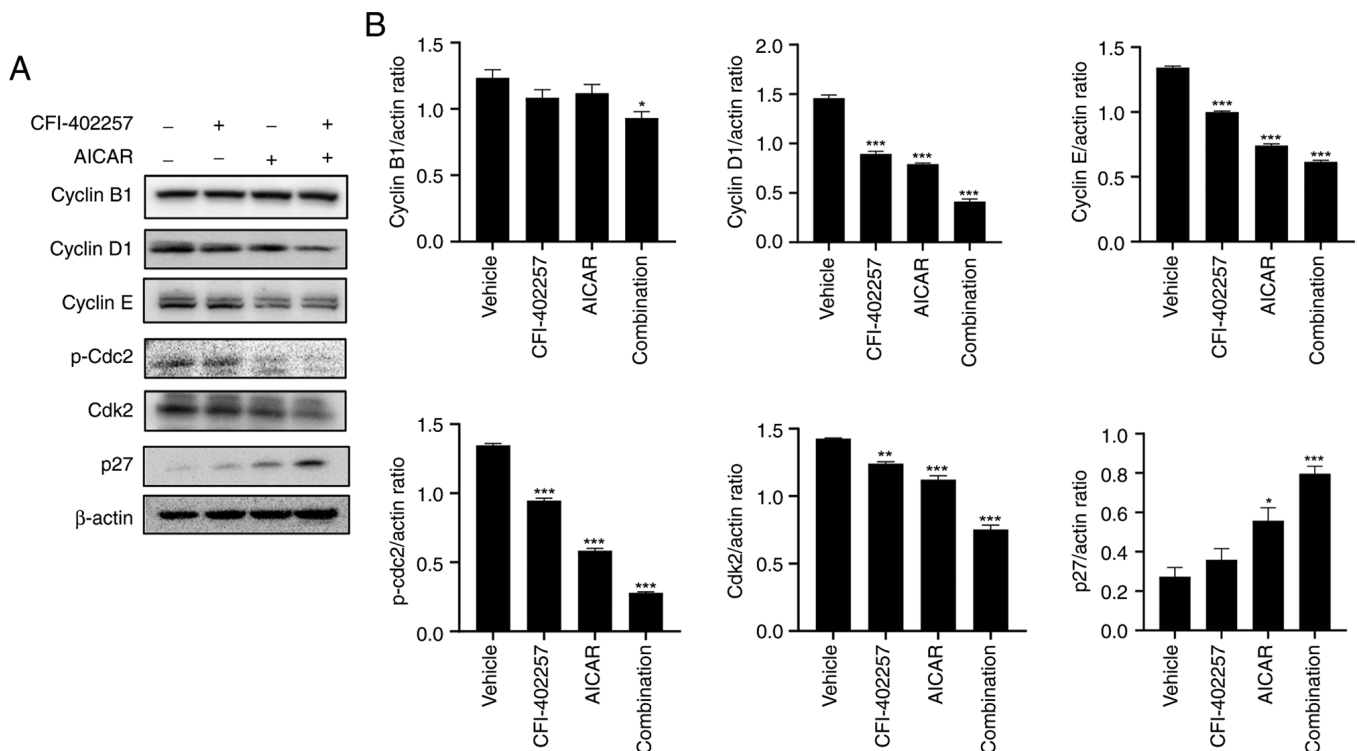 A
CFI-402257 – + – +
AICAR – – + +
Cyclin B1
Cyclin D1
Cyclin E
p-Cdc2
Cdk2
p27
β-actin
B
Cyclin B1/actin ratio
1.5
1.0
0.5
0.0
*
Vehicle
CFI-402257
AICAR
Combination
Cyclin D1/actin ratio
2.0
1.5
1.0
0.5
0.0
***
***
***
Vehicle
CFI-402257
AICAR
Combination
Cyclin E/actin ratio
1.5
1.0
0.5
0.0
***
***
***
Vehicle
CFI-402257
AICAR
Combination
p-cdc2/actin ratio
1.5
1.0
0.5
0.0
***
***
***
Vehicle
CFI-402257
AICAR
Combination
Cdk2/actin ratio
1.5
1.0
0.5
0.0
**
***
***
Vehicle
CFI-402257
AICAR
Combination
p27/actin ratio
1.0
0.8
0.6
0.4
0.2
0.0
*
***
Vehicle
CFI-402257
AICAR
Combination